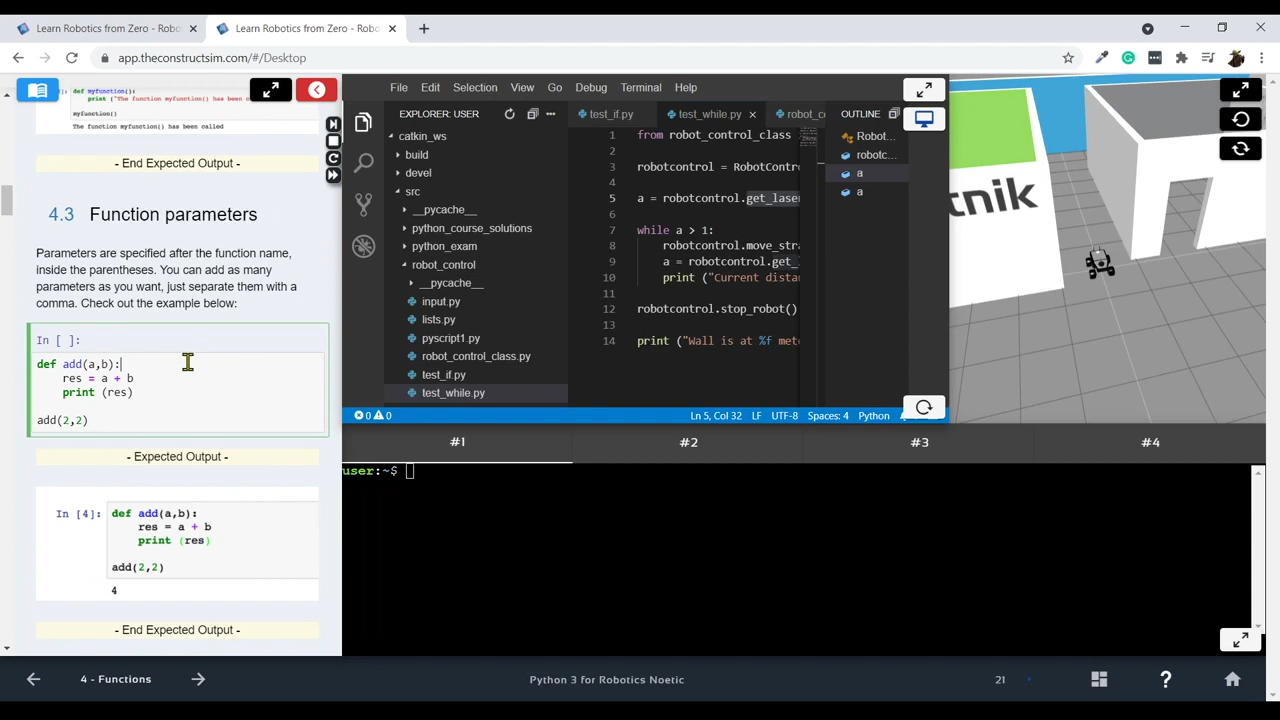 Learn Robotics from Zero - Robo
Learn Robotics from Zero - Robo
app.theconstructsim.com/#/Desktop
def myfunction():
print ("The function myfunction() has been
myfunction()
The function myfunction() has been called
- End Expected Output -
4.3 Function parameters
Parameters are specified after the function name,
inside the parentheses. You can add as many
parameters as you want, just separate them with a
comma. Check out the example below:
In [ ]:
def add(a,b):
res = a + b
print (res)
add(2,2)
- Expected Output -
In [4]: def add(a,b):
res = a + b
print (res)
add(2,2)
4
- End Expected Output -
File Edit Selection View Go Debug Terminal Help
EXPLORER: USER
catkin_ws
build
devel
src
__pycache__
python_course_solutions
python_exam
robot_control
__pycache__
input.py
lists.py
pyscript1.py
robot_control_class.py
test_if.py
test_while.py
test_if.py test_while.py robot_co
1 from robot_control_class
2
3 robotcontrol = RobotContro
4
5 a = robotcontrol.get_laser
6
7 while a > 1:
8 robotcontrol.move_stra
9 a = robotcontrol.get_l
10 print ("Current distan
11
12 robotcontrol.stop_robot()
13
14 print ("Wall is at %f mete
OUTLINE
Robot...
robotc...
a
a
0 0 Ln 5, Col 32 LF UTF-8 Spaces: 4 Python
tnik
#1 #2 #3 #4
user:~$
4 - Functions
Python 3 for Robotics Noetic
21
?